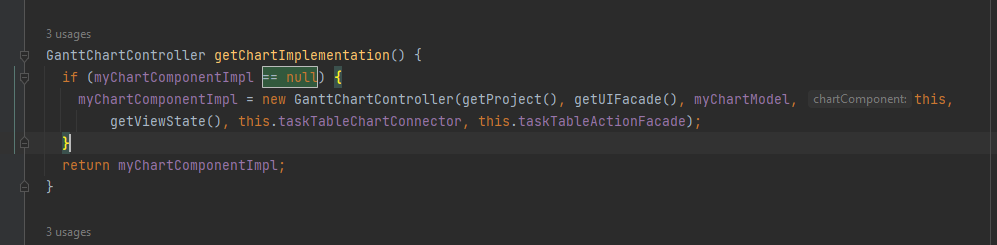 3 usages
GanttChartController getChartImplementation() {
if (myChartComponentImpl == null) {
myChartComponentImpl = new GanttChartController(getProject(), getUIFacade(), myChartModel, chartComponent: this,
getViewState(), this.taskTableChartConnector, this.taskTableActionFacade);
}
return myChartComponentImpl;
}
3 usages